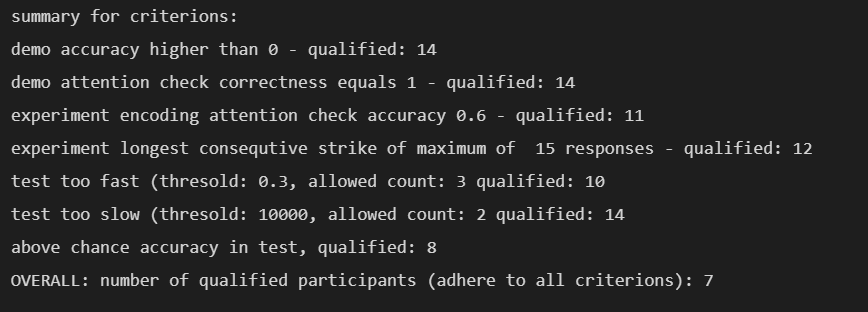 summary for criterions:
demo accuracy higher than 0 - qualified: 14
demo attention check correctness equals 1 - qualified: 14
experiment encoding attention check accuracy 0.6 - qualified: 11
experiment longest consequtive strike of maximum of  15 responses - qualified: 12
test too fast (thresold: 0.3, allowed count: 3 qualified: 10
test too slow (thresold: 10000, allowed count: 2 qualified: 14
above chance accuracy in test, qualified: 8
OVERALL: number of qualified participants (adhere to all criterions): 7